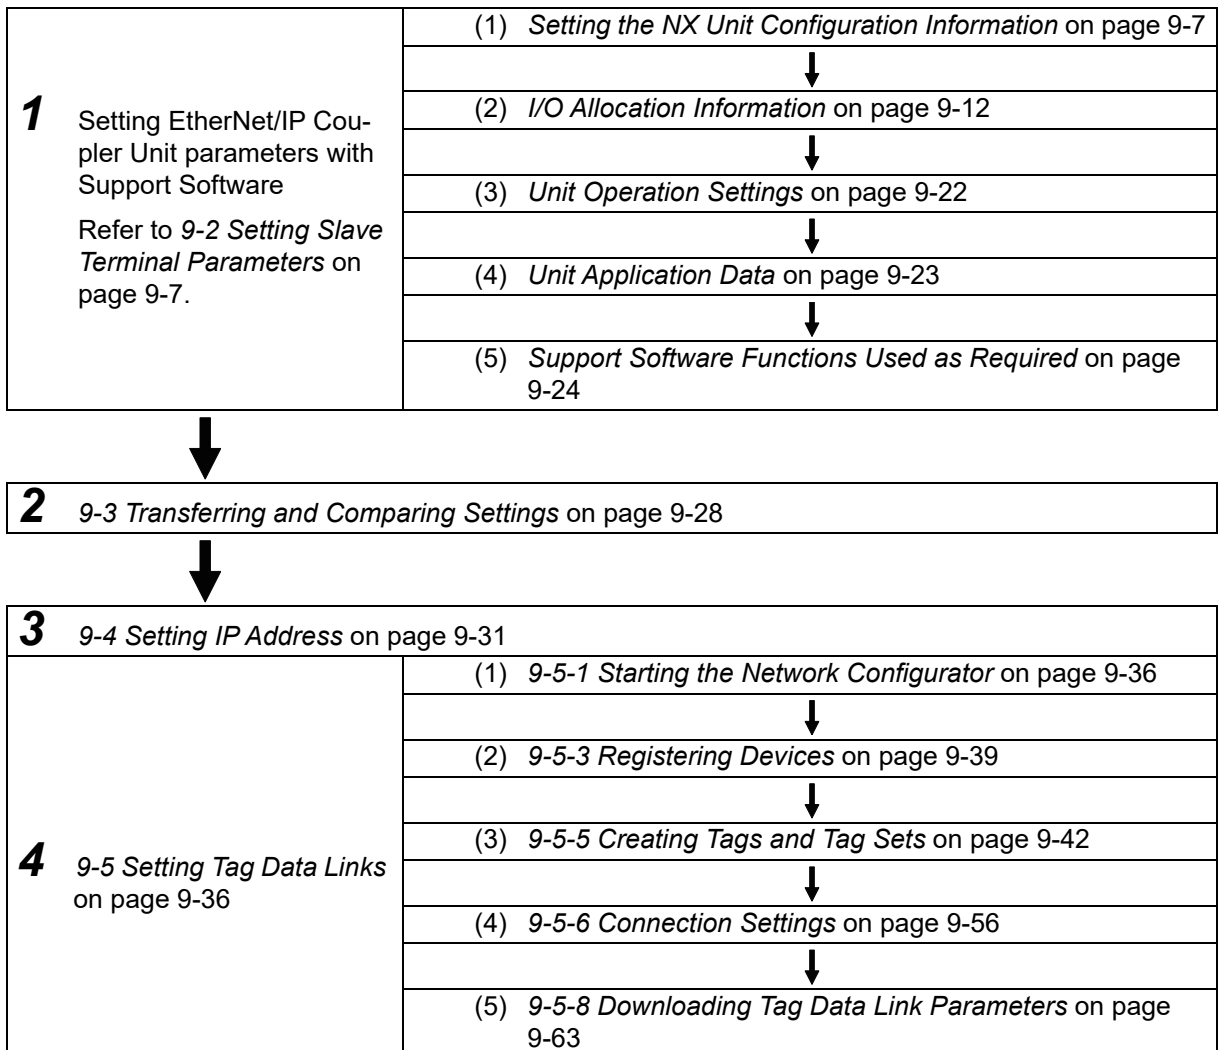 1 Setting EtherNet/IP Cou-
pler Unit parameters with
Support Software
Refer to 9-2 Setting Slave
Terminal Parameters on
page 9-7.
(1) Setting the NX Unit Configuration Information on page 9-7
(2) I/O Allocation Information on page 9-12
(3) Unit Operation Settings on page 9-22
(4) Unit Application Data on page 9-23
(5) Support Software Functions Used as Required on page
9-24
2 9-3 Transferring and Comparing Settings on page 9-28
3 9-4 Setting IP Address on page 9-31
4 9-5 Setting Tag Data Links
on page 9-36
(1) 9-5-1 Starting the Network Configurator on page 9-36
(2) 9-5-3 Registering Devices on page 9-39
(3) 9-5-5 Creating Tags and Tag Sets on page 9-42
(4) 9-5-6 Connection Settings on page 9-56
(5) 9-5-8 Downloading Tag Data Link Parameters on page
9-63